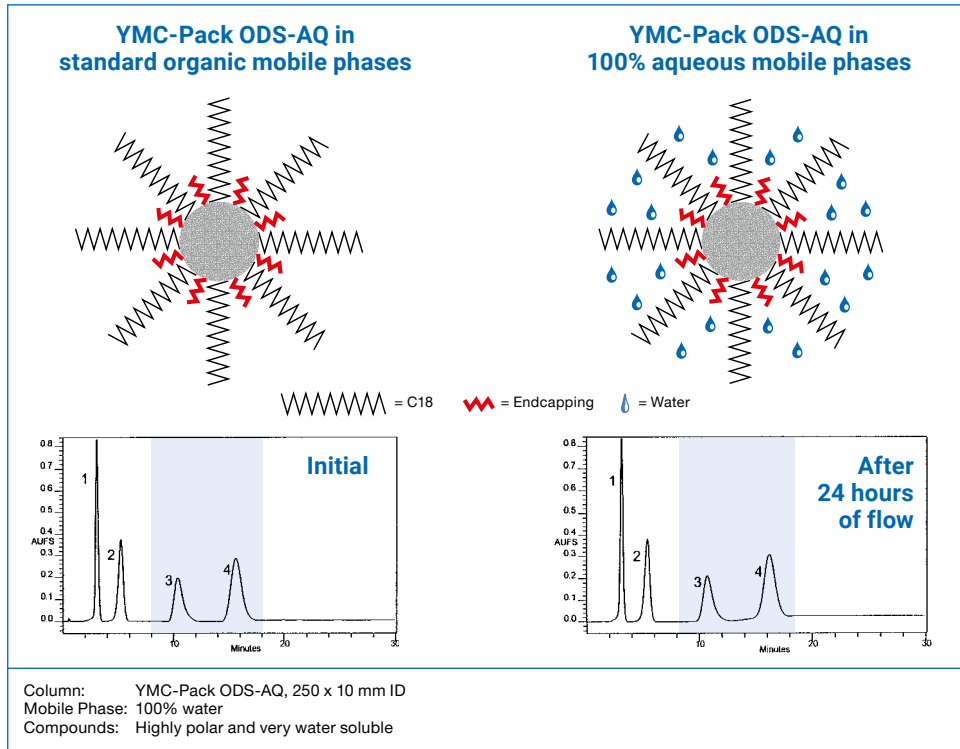 YMC-Pack ODS-AQ in
standard organic mobile phases
YMC-Pack ODS-AQ in
100% aqueous mobile phases
= C18
= Endcapping
= Water
Initial
0.8
0.7
0.6
0.5
0.4
AUFS
0.3
0.2
0.1
0.0
1
2
3
4
10
Minutes
20
30
After
24 hours
of flow
0.8
0.7
0.6
0.5
0.4
AUFS
0.3
0.2
0.1
0.0
1
2
3
4
10
Minutes
20
30
Column: YMC-Pack ODS-AQ, 250 x 10 mm ID
Mobile Phase: 100% water
Compounds: Highly polar and very water soluble